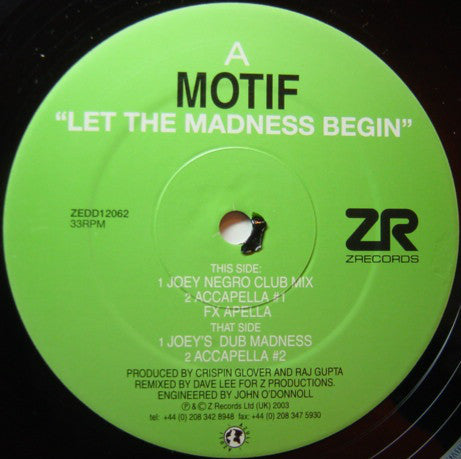 A
MOTIF
“LET THE MADNESS BEGIN”
ZEDD12062
33RPM
ZR
ZRECORDS
THIS SIDE:
1 JOEY NEGRO CLUB MIX
2 ACCAPELLA #1
FX APELLA
THAT SIDE
1 JOEY'S DUB MADNESS
2 ACCAPELLA #2
PRODUCED BY CRISPIN GLOVER AND RAJ GUPTA
REMIXED BY DAVE LEE FOR Z PRODUCTIONS.
ENGINEERED BY JOHN O'DONNOLL
℗ & © Z Records Ltd (UK) 2003
tel: +44 (0) 208 342 8948 fax: +44 (0) 208 347 5930